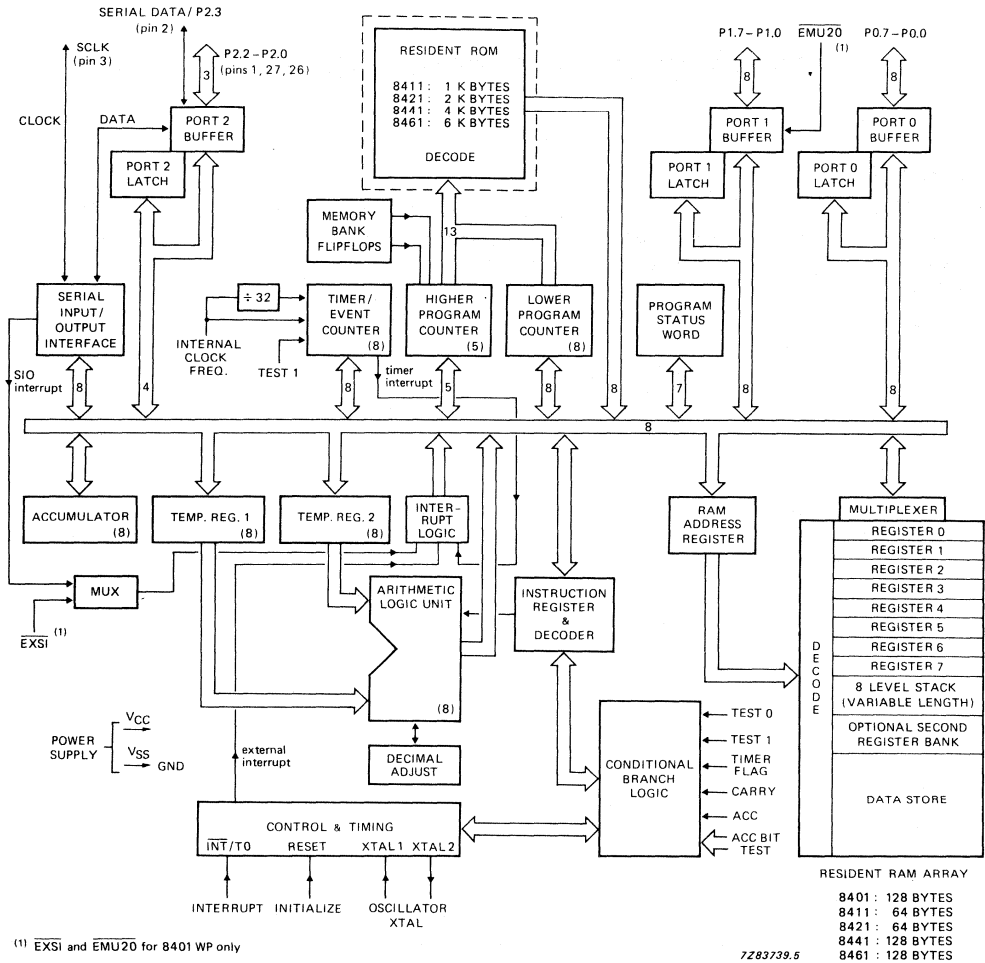 SERIAL DATA/P2.3
(pin 2)
SCLK
(pin 3)
P2.2–P2.0
(pins 1, 27, 26)
3
CLOCK
DATA
PORT 2
BUFFER
PORT 2
LATCH
RESIDENT ROM
8411 : 1 K BYTES
8421 : 2 K BYTES
8441 : 4 K BYTES
8461 : 6 K BYTES
DECODE
P1.7–P1.0
EMU20
(1)
P0.7–P0.0
8
8
PORT 1
BUFFER
PORT 0
BUFFER
PORT 1
LATCH
PORT 0
LATCH
MEMORY
BANK
FLIPFLOPS
13
SERIAL
INPUT/
OUTPUT
INTERFACE
÷ 32
TIMER/
EVENT
COUNTER
(8)
HIGHER
PROGRAM
COUNTER
(5)
LOWER
PROGRAM
COUNTER
(8)
PROGRAM
STATUS
WORD
INTERNAL
CLOCK
FREQ.
TEST 1
timer
interrupt
SIO
interrupt
8
4
8
5
8
8
7
8
8
8
ACCUMULATOR
(8)
TEMP. REG. 1
(8)
TEMP. REG. 2
(8)
INTER-
RUPT
LOGIC
RAM
ADDRESS
REGISTER
MULTIPLEXER
REGISTER 0
REGISTER 1
REGISTER 2
REGISTER 3
REGISTER 4
REGISTER 5
REGISTER 6
REGISTER 7
8 LEVEL STACK
(VARIABLE LENGTH)
OPTIONAL SECOND
REGISTER BANK
DATA STORE
DECODE
MUX
EXSI (1)
ARITHMETIC
LOGIC UNIT
(8)
INSTRUCTION
REGISTER
&
DECODER
DECIMAL
ADJUST
POWER
SUPPLY
VCC
VSS
GND
external
interrupt
CONDITIONAL
BRANCH
LOGIC
TEST 0
TEST 1
TIMER
FLAG
CARRY
ACC
ACC BIT
TEST
CONTROL & TIMING
INT/T0 RESET XTAL 1 XTAL 2
INTERRUPT INITIALIZE OSCILLATOR
XTAL
RESIDENT RAM ARRAY
8401 : 128 BYTES
8411 : 64 BYTES
8421 : 64 BYTES
8441 : 128 BYTES
8461 : 128 BYTES
(1) EXSI and EMU20 for 8401 WP only
7Z83739.5